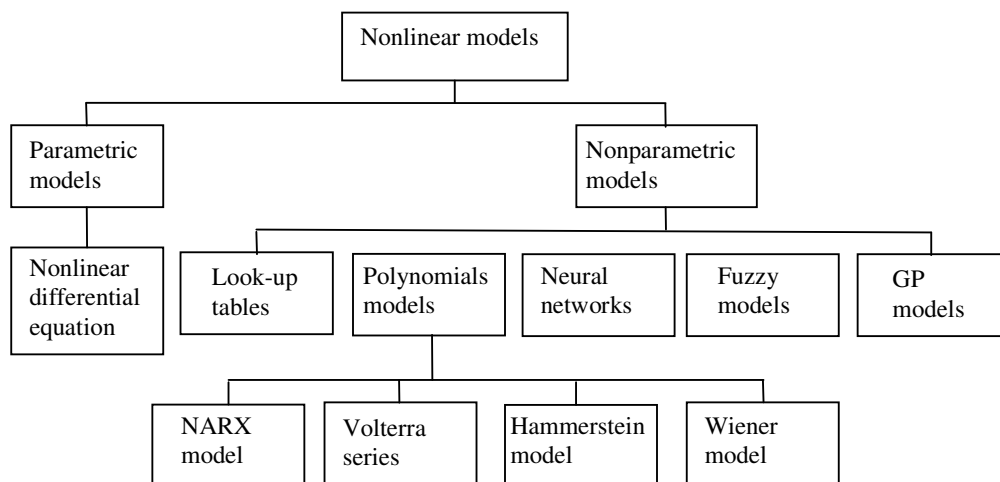 Nonlinear models
Parametric
models
Nonparametric
models
Nonlinear
differential
equation
Look-up
tables
Polynomials
models
Neural
networks
Fuzzy
models
GP
models
NARX
model
Volterra
series
Hammerstein
model
Wiener
model